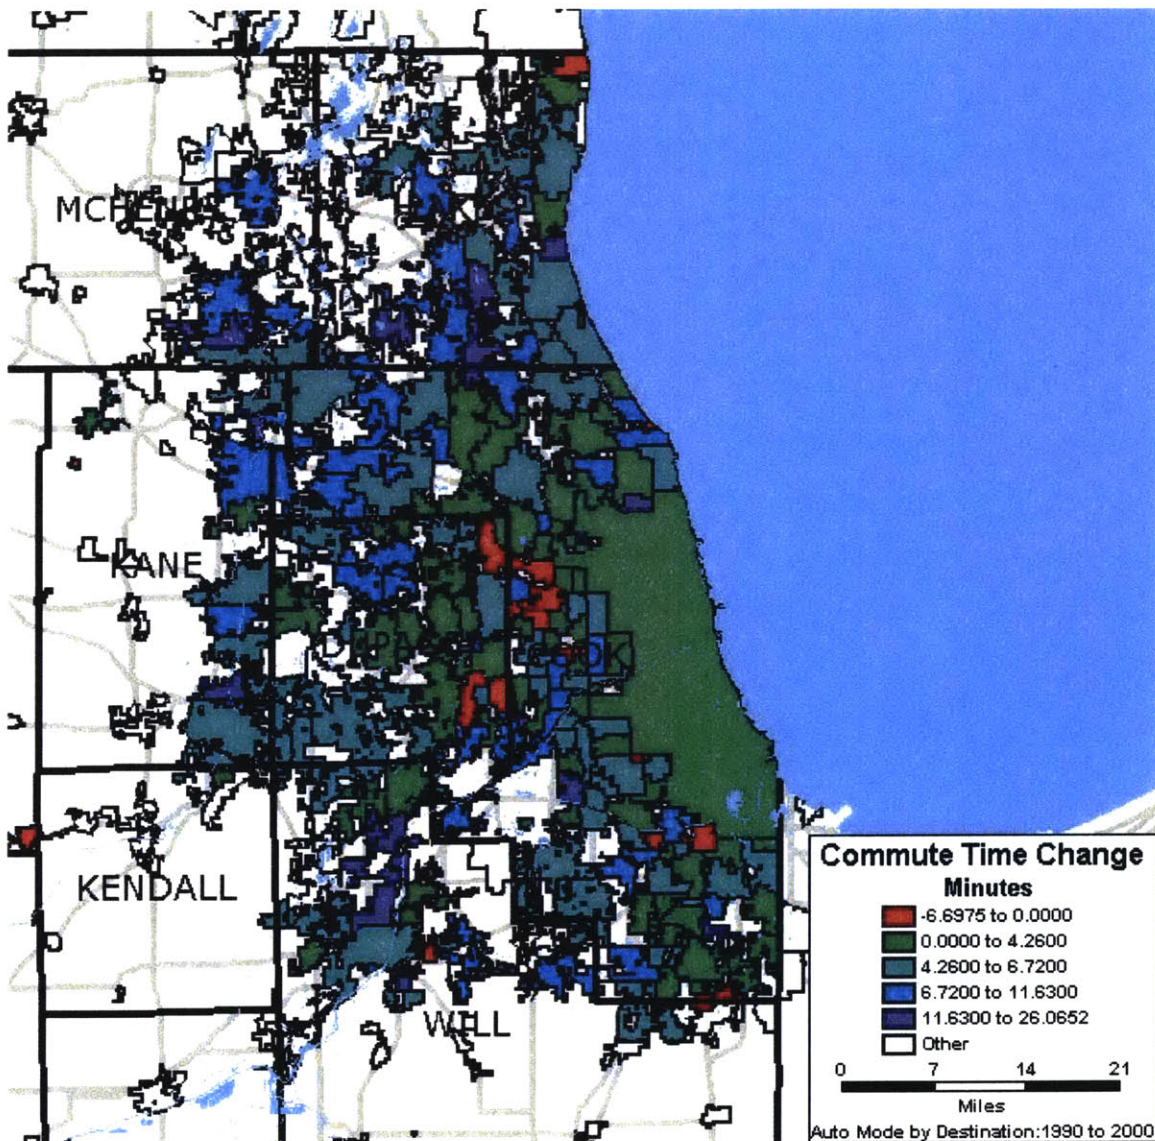 MCHE
KANE
KENDALL
WILL
Commute Time Change
Minutes
-6.6975 to 0.0000
0.0000 to 4.2600
4.2600 to 6.7200
6.7200 to 11.6300
11.6300 to 26.0652
Other
0 7 14 21
Miles
Auto Mode by Destination:1990 to 2000